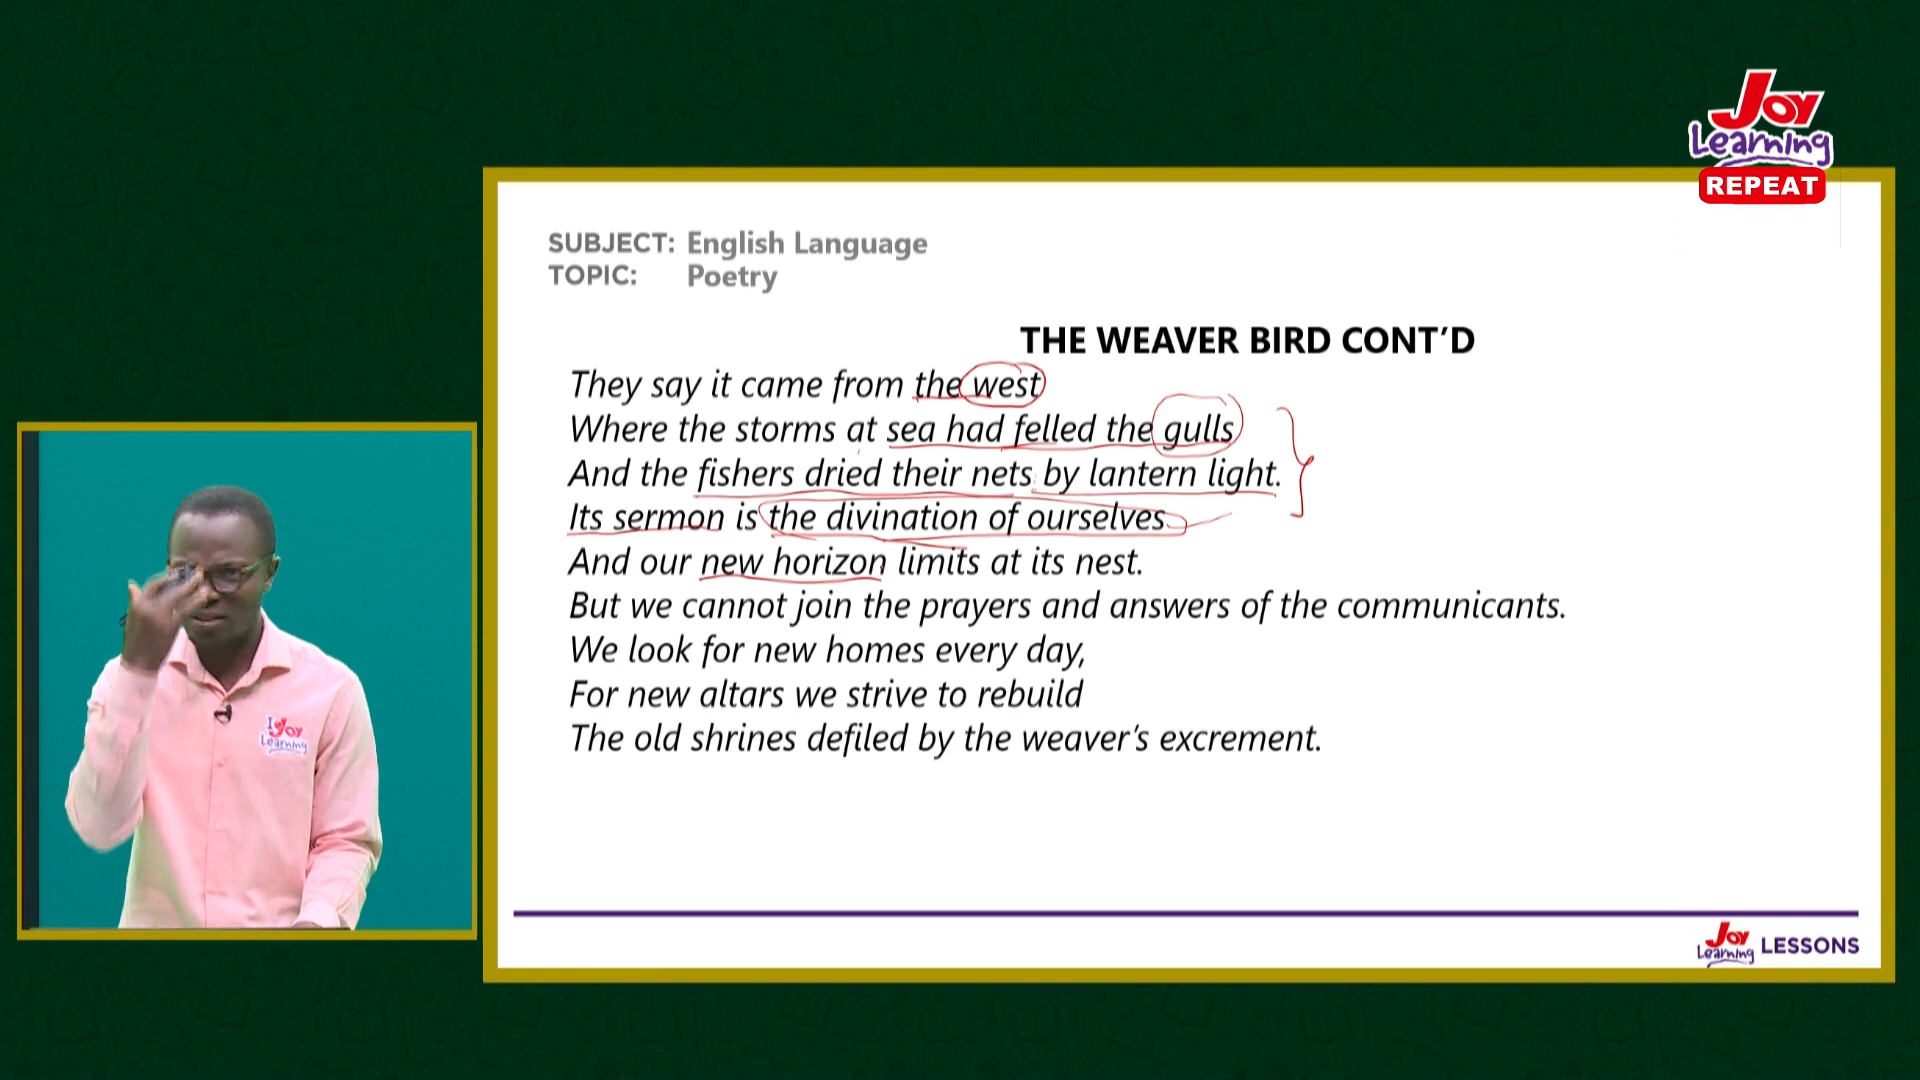 Joy
Learning
REPEAT
SUBJECT: English Language
TOPIC: Poetry
THE WEAVER BIRD CONT'D
They say it came from the west
Where the storms at sea had felled the gulls
And the fishers dried their nets by lantern light.
Its sermon is the divination of ourselves
And our new horizon limits at its nest.
But we cannot join the prayers and answers of the communicants.
We look for new homes every day,
For new altars we strive to rebuild
The old shrines defiled by the weaver's excrement.
I Joy
Learning
Joy
Learning LESSONS